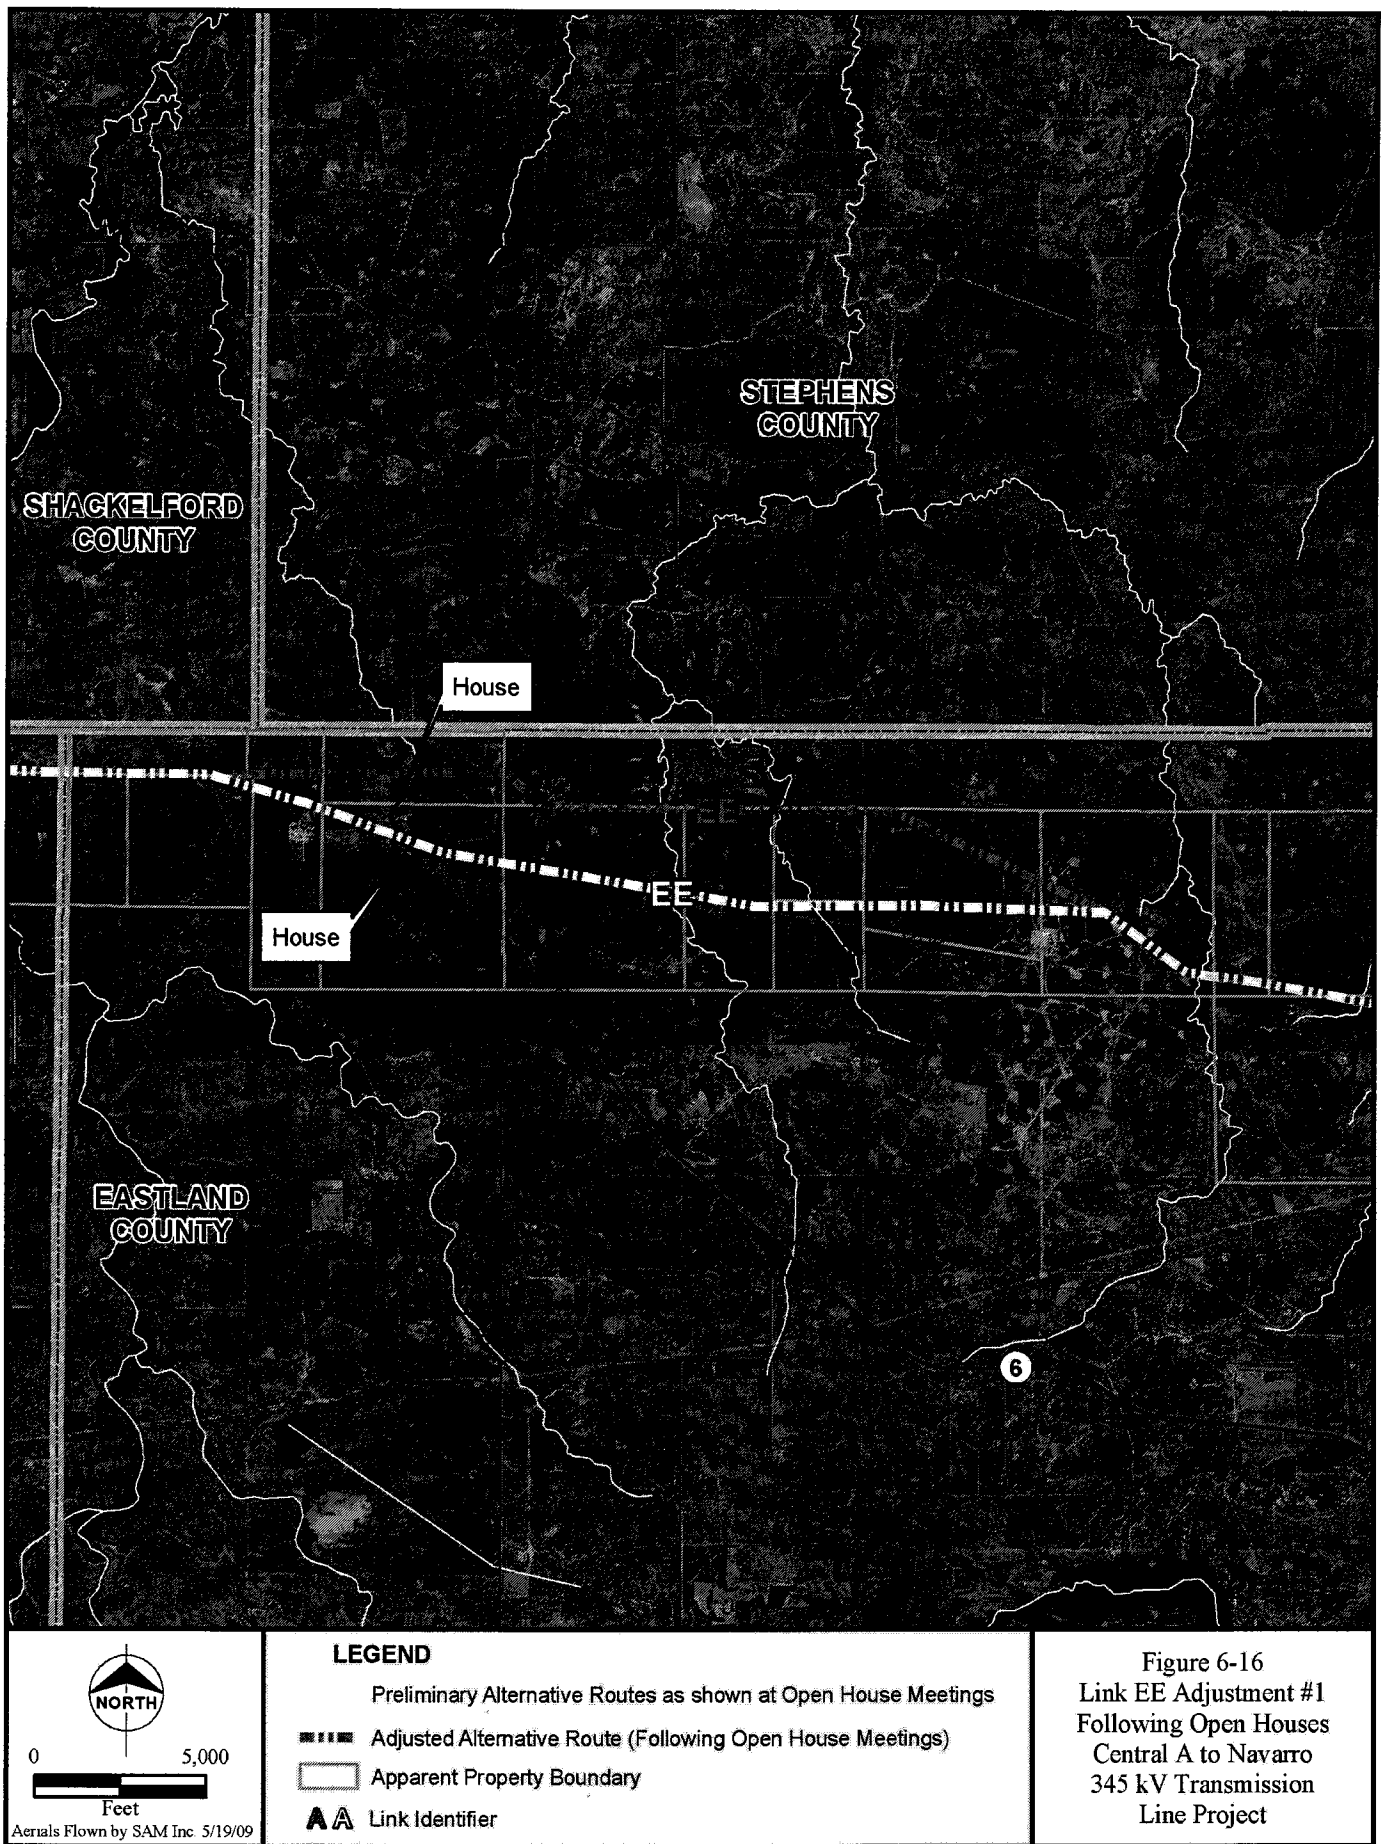 STEPHENS
COUNTY
SHACKELFORD
COUNTY
House
EE
EE
House
EASTLAND
COUNTY
6
NORTH
0 5,000
Feet
Aerials Flown by SAM Inc. 5/19/09
LEGEND
Preliminary Alternative Routes as shown at Open House Meetings
Adjusted Alternative Route (Following Open House Meetings)
Apparent Property Boundary
A A Link Identifier
Figure 6-16
Link EE Adjustment #1
Following Open Houses
Central A to Navarro
345 kV Transmission
Line Project